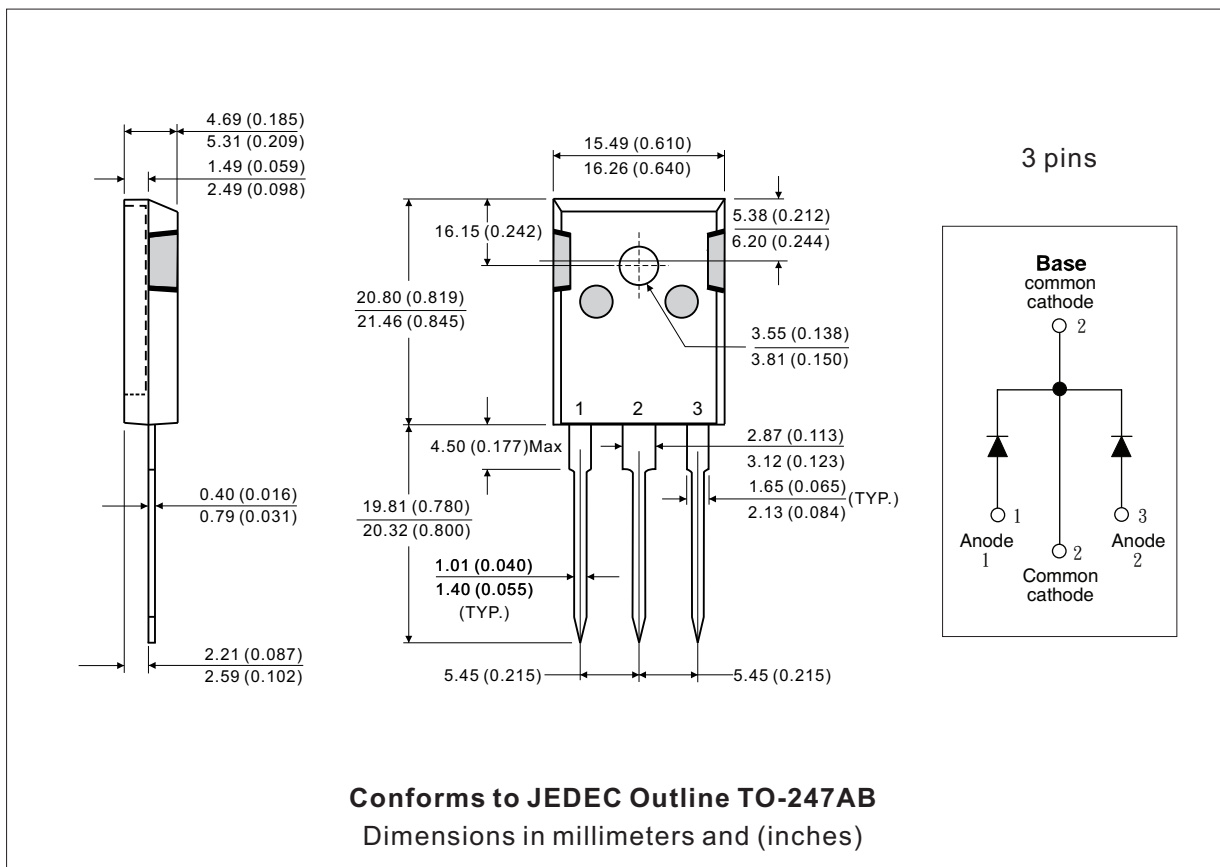 4.69 (0.185)
5.31 (0.209)
1.49 (0.059)
2.49 (0.098)
15.49 (0.610)
16.26 (0.640)
3 pins
16.15 (0.242)
5.38 (0.212)
6.20 (0.244)
20.80 (0.819)
21.46 (0.845)
3.55 (0.138)
3.81 (0.150)
1 2 3
4.50 (0.177)Max
2.87 (0.113)
3.12 (0.123)
1.65 (0.065)
2.13 (0.084)
(TYP.)
0.40 (0.016)
0.79 (0.031)
19.81 (0.780)
20.32 (0.800)
1.01 (0.040)
1.40 (0.055)
(TYP.)
2.21 (0.087)
2.59 (0.102)
5.45 (0.215)
5.45 (0.215)
Base
common
cathode
2
1
Anode
1
2
Common
cathode
3
Anode
2
Conforms to JEDEC Outline TO-247AB
Dimensions in millimeters and (inches)